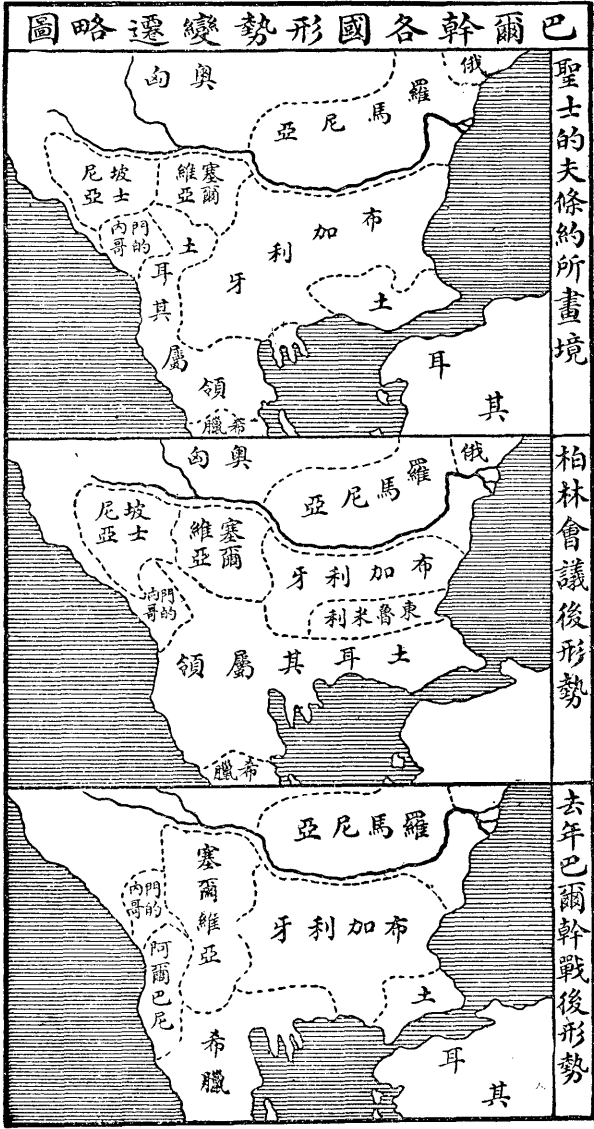 巴爾幹各國形勢變遷略圖
聖士的夫條約所畫境
奧匈
羅馬尼亞
俄
坡士尼亞
塞爾維亞
門的內哥
布加利牙
土耳其屬領
土
希臘
耳其
柏林會議後形勢
奧匈
羅馬尼亞
俄
坡士尼亞
塞爾維亞
門的內哥
布加利牙
東魯米利
土耳其屬領
希臘
去年巴爾幹戰後形勢
羅馬尼亞
塞爾維亞
門的內哥
阿爾巴尼
布加利牙
土耳其
希臘